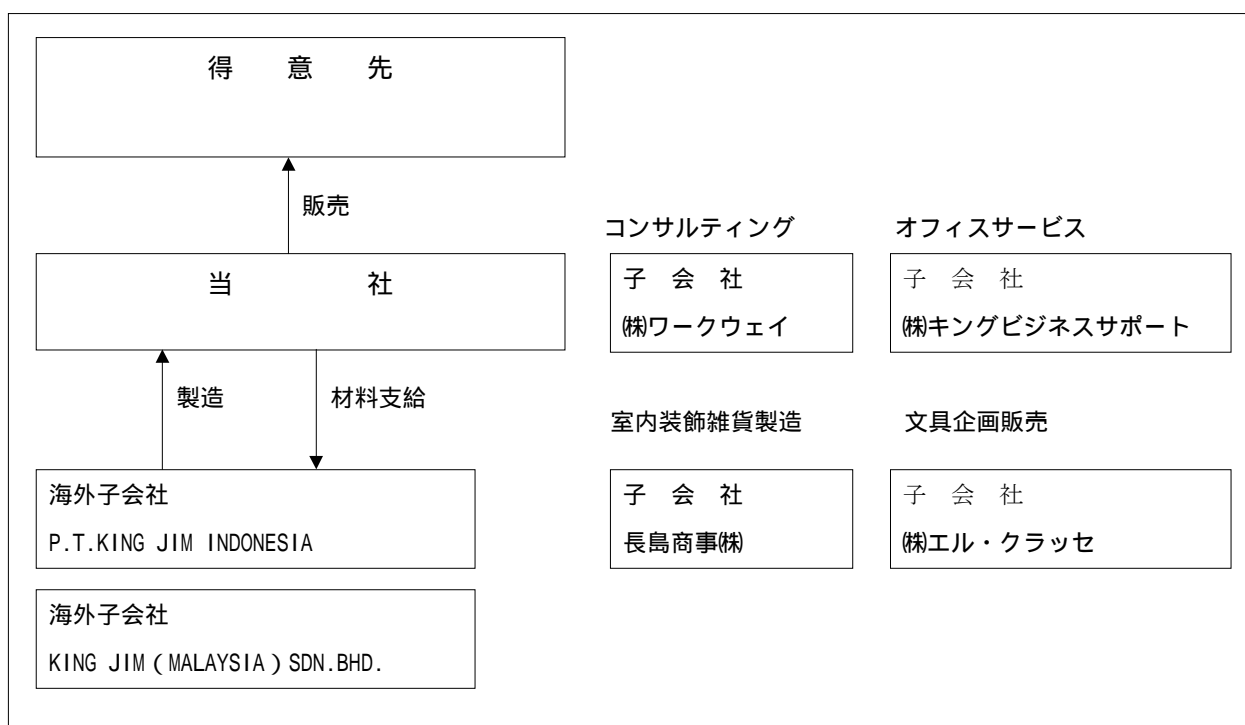 得　意　先
販売
当　　　社
製造
材料支給
海外子会社
P.T.KING JIM INDONESIA
海外子会社
KING JIM（MALAYSIA）SDN.BHD.
コンサルティング
子　会　社
㈱ワークウェイ
オフィスサービス
子　会　社
㈱キングビジネスサポート
室内装飾雑貨製造
子　会　社
長島商事㈱
文具企画販売
子　会　社
㈱エル・クラッセ